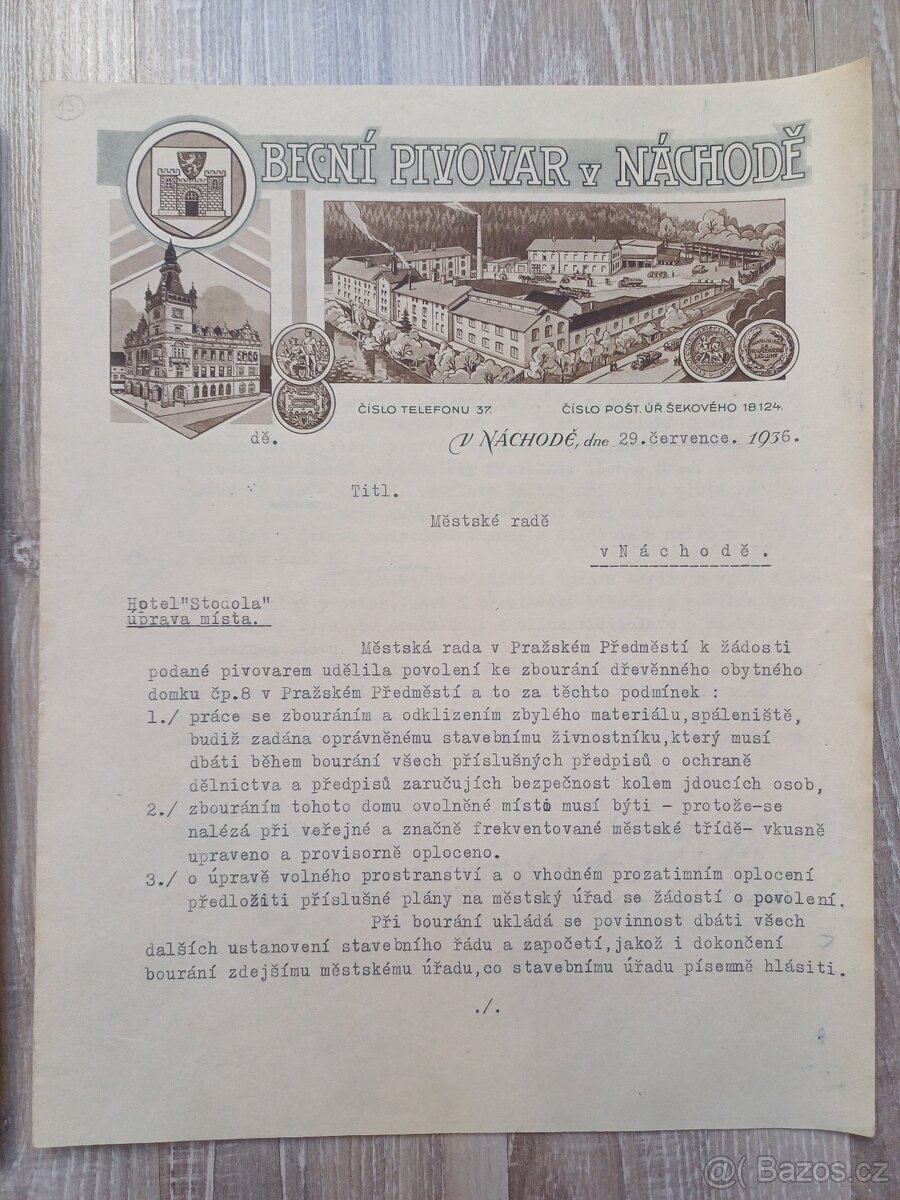 15
BECNÍ PIVOVAR V NÁCHODĚ
ČÍSLO TELEFONU 37. ČÍSLO POŠT. ÚŘ. ŠEKOVÉHO 18124.
dě. V NÁCHODĚ, dne 29.července. 1936.
Titl.
Městské radě
v N á c h o d ě .
Hotel"Stodola"
úprava místa.
Městská rada v Pražském Předměstí k žádosti
podané pivovarem udělila povolení ke zbourání dřevěnného obytného
domku čp.8 v Pražském Předměstí a to za těchto podmínek :
1./ práce se zbouráním a odklizením zbylého materiálu,spáleniště,
budiž zadána oprávněnému stavebnímu živnostníku,který musí
dbáti během bourání všech příslušných předpisů o ochraně
dělnictva a předpisů zaručujích bezpečnost kolem jdoucích osob,
2./ zbouráním tohoto domu ovolněné místo musí býti - protože-se
nalézá při veřejné a značně frekventované městské třídě- vkusně
upraveno a provisorně oploceno.
3./ o úpravě volného prostranství a o vhodném prozatimním oplocení
předložiti příslušné plány na městský úřad se žádostí o povolení.
Při bourání ukládá se povinnost dbáti všech
dalších ustanovení stavebního řádu a započetí,jakož i dokončení
bourání zdejšímu městskému úřadu,co stavebnímu úřadu písemně hlásiti.
./.
@( Bazos.cz